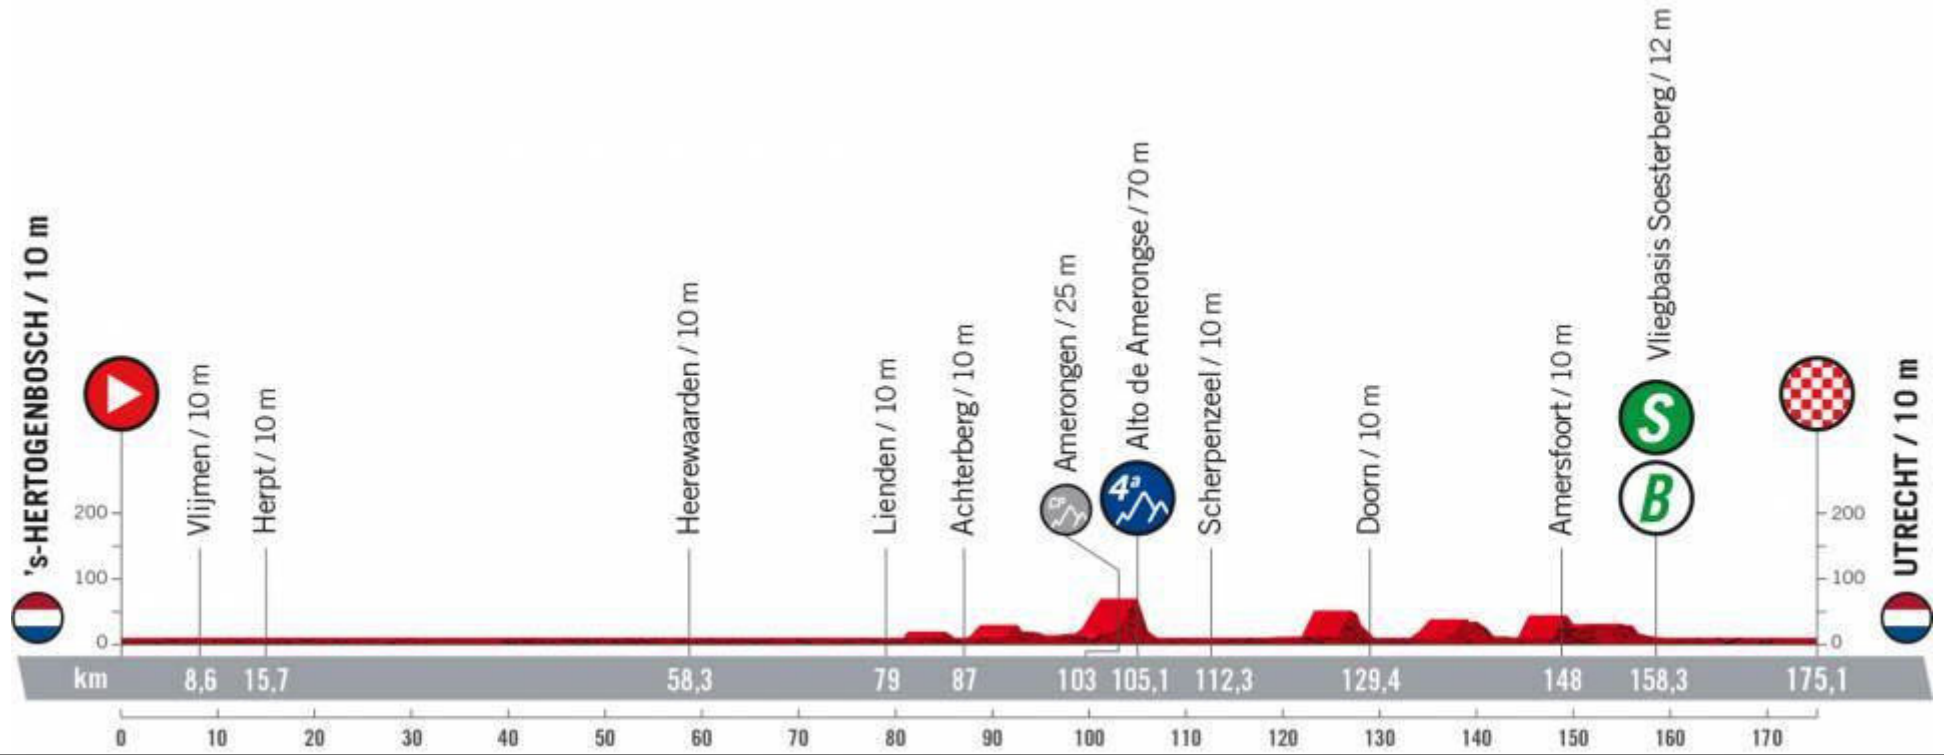 's-HERTOGENBOSCH / 10 m
Vlijmen / 10 m
Herpt / 10 m
Heerewaarden / 10 m
Lienden / 10 m
Achterberg / 10 m
Amerongen / 25 m
CP
Alto de Amerongse / 70 m
4ª
Scherpenzeel / 10 m
Doorn / 10 m
Amersfoort / 10 m
Vliegbasis Soesterberg / 12 m
S
B
UTRECHT / 10 m
200
100
0
200
100
0
km 8,6 15,7 58,3 79 87 103 105,1 112,3 129,4 148 158,3 175,1
0 10 20 30 40 50 60 70 80 90 100 110 120 130 140 150 160 170